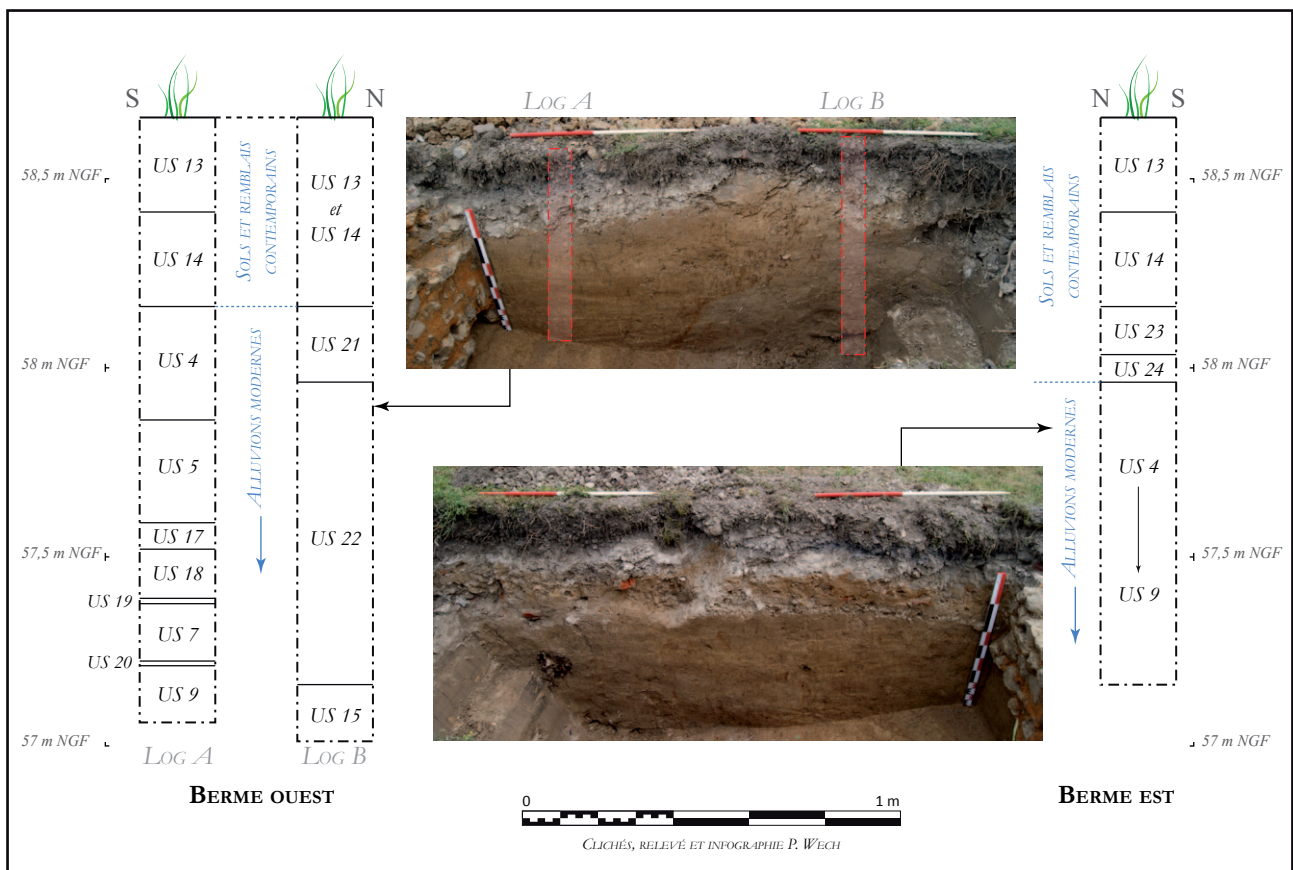 S
N
LOG A
LOG B
N
S
58,5 m NGF
58 m NGF
57,5 m NGF
57 m NGF
US 13
US 14
US 4
US 5
US 17
US 18
US 19
US 7
US 20
US 9
LOG A
SOLS ET REMBLAIS
CONTEMPORAINS
ALLUVIONS MODERNES
US 13
et
US 14
US 21
US 22
US 15
LOG B
BERME OUEST
SOLS ET REMBLAIS
CONTEMPORAINS
ALLUVIONS MODERNES
US 13
US 14
US 23
US 24
US 4
US 9
58,5 m NGF
58 m NGF
57,5 m NGF
57 m NGF
BERME EST
0
1 m
CLICHÉS, RELEVÉ ET INFOGRAPHIE P. WECH